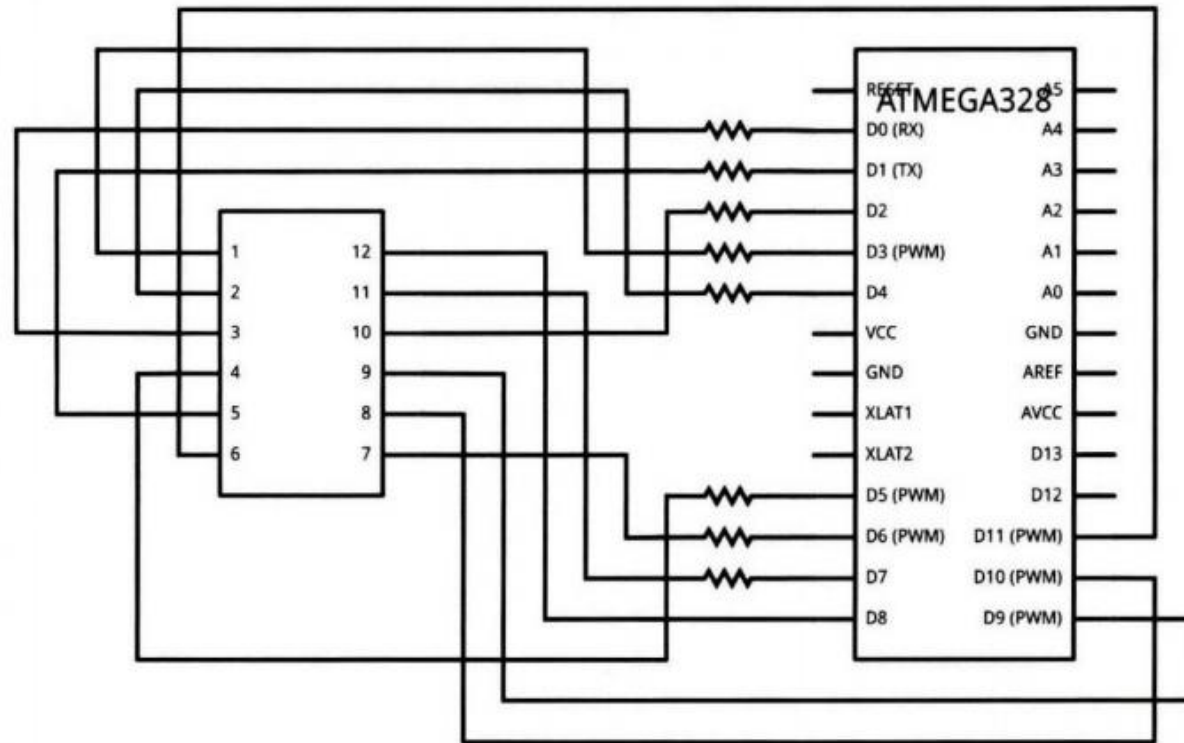 RESET
ATMEGA328
A5
D0 (RX)
A4
D1 (TX)
A3
D2
A2
1
12
D3 (PWM)
A1
2
11
D4
A0
3
10
VCC
GND
4
9
GND
AREF
5
8
XLAT1
AVCC
6
7
XLAT2
D13
D5 (PWM)
D12
D6 (PWM)
D11 (PWM)
D7
D10 (PWM)
D8
D9 (PWM)